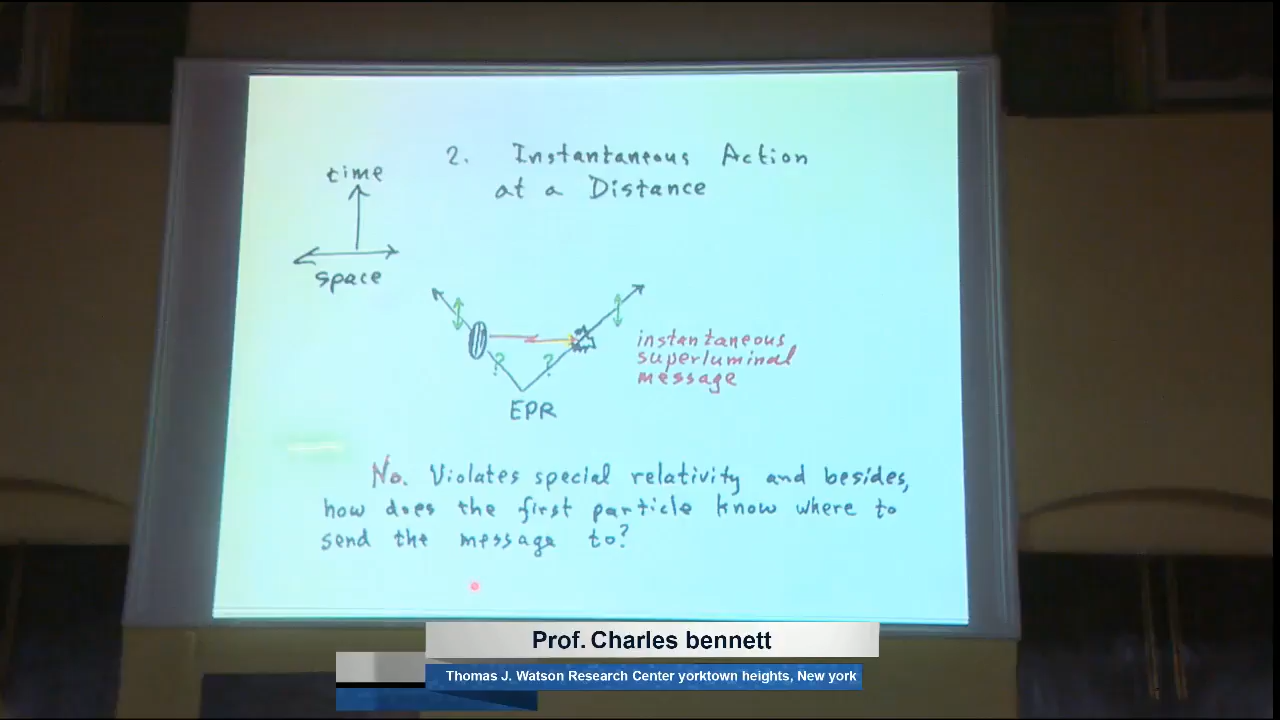 2. Instantaneous Action
at a Distance
time
space
?
?
EPR
instantaneous
superluminal
message
No. Violates special relativity and besides,
how does the first particle know where to
send the message to?
Prof. Charles bennett
Thomas J. Watson Research Center yorktown heights, New york